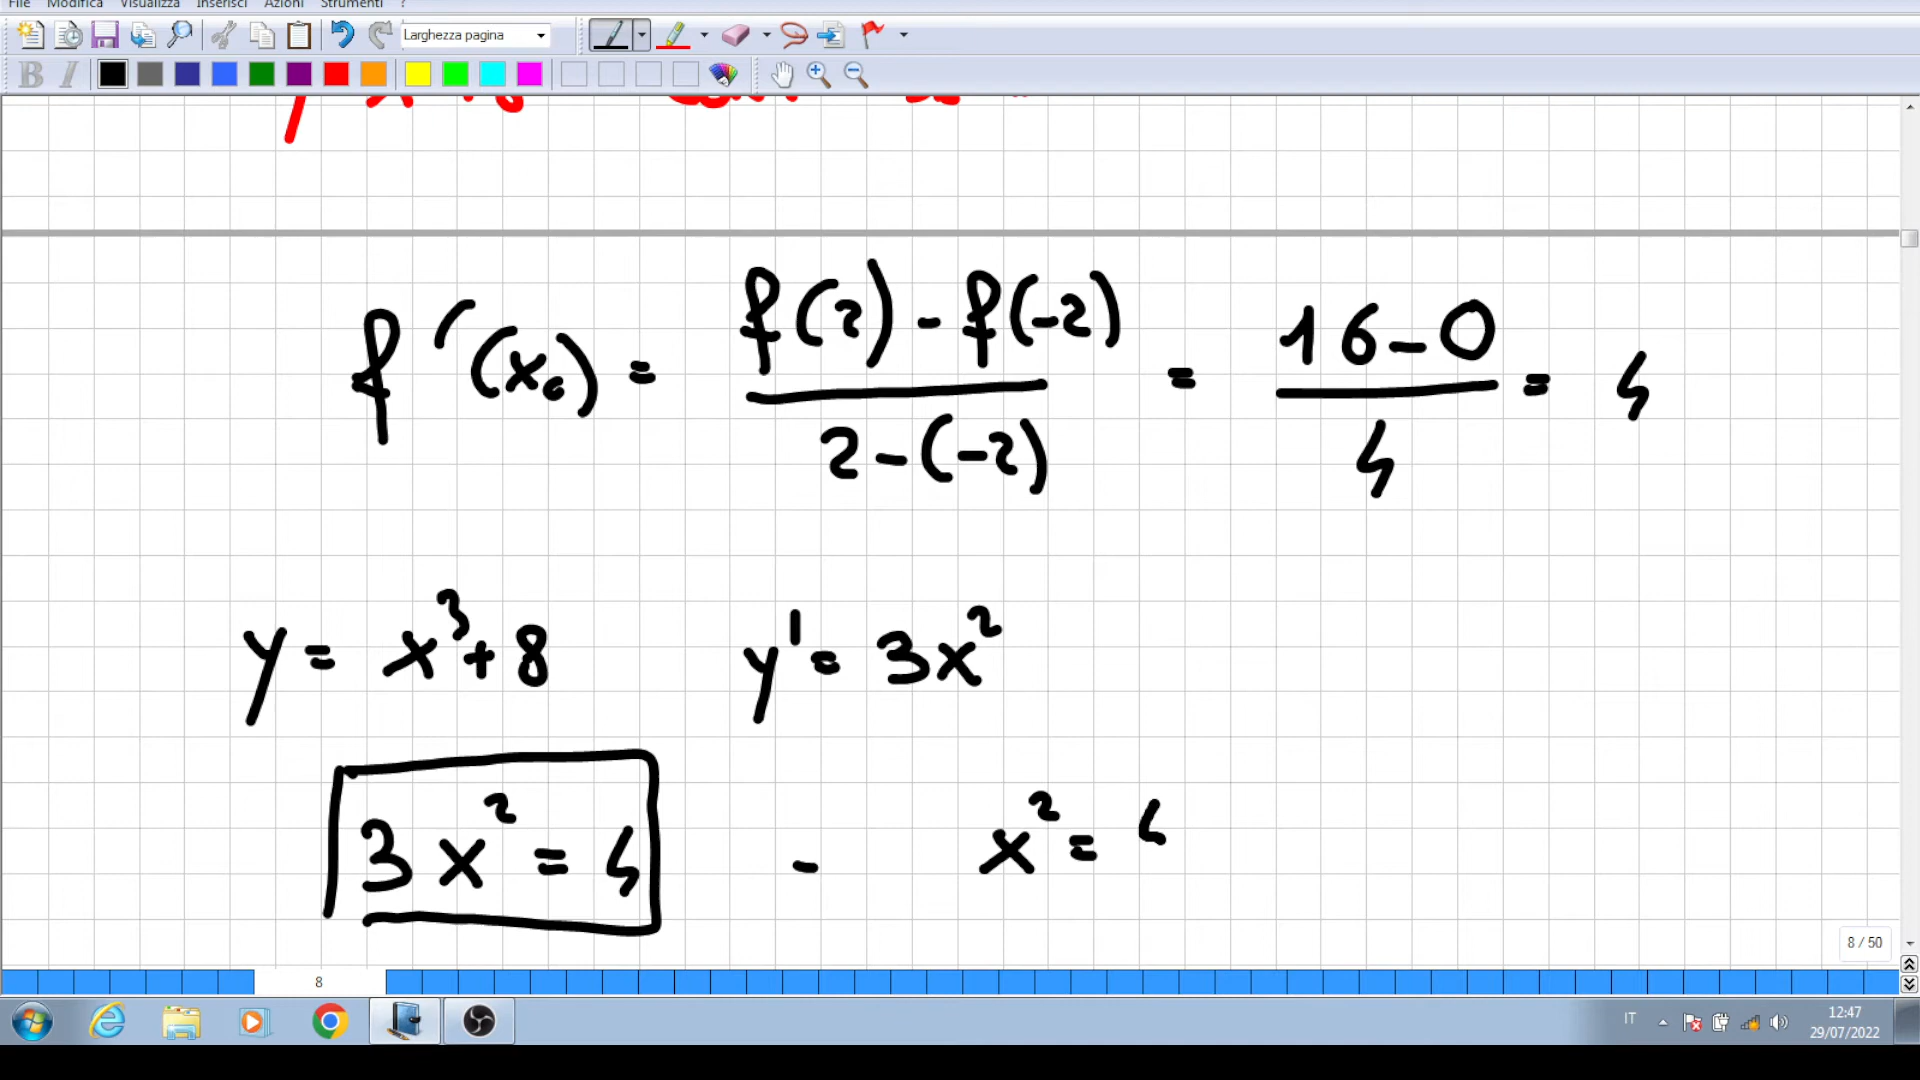 File Modifica Visualizza Inserisci Azioni Strumenti ?
Larghezza pagina
B I
f'(x₀) = f(2) - f(-2) / 2-(-2) = 16-0 / 4 = 4
y = x³+8 y' = 3x²
3x² = 4 - x² = 4
8 / 50
8
IT
12:47
29/07/2022